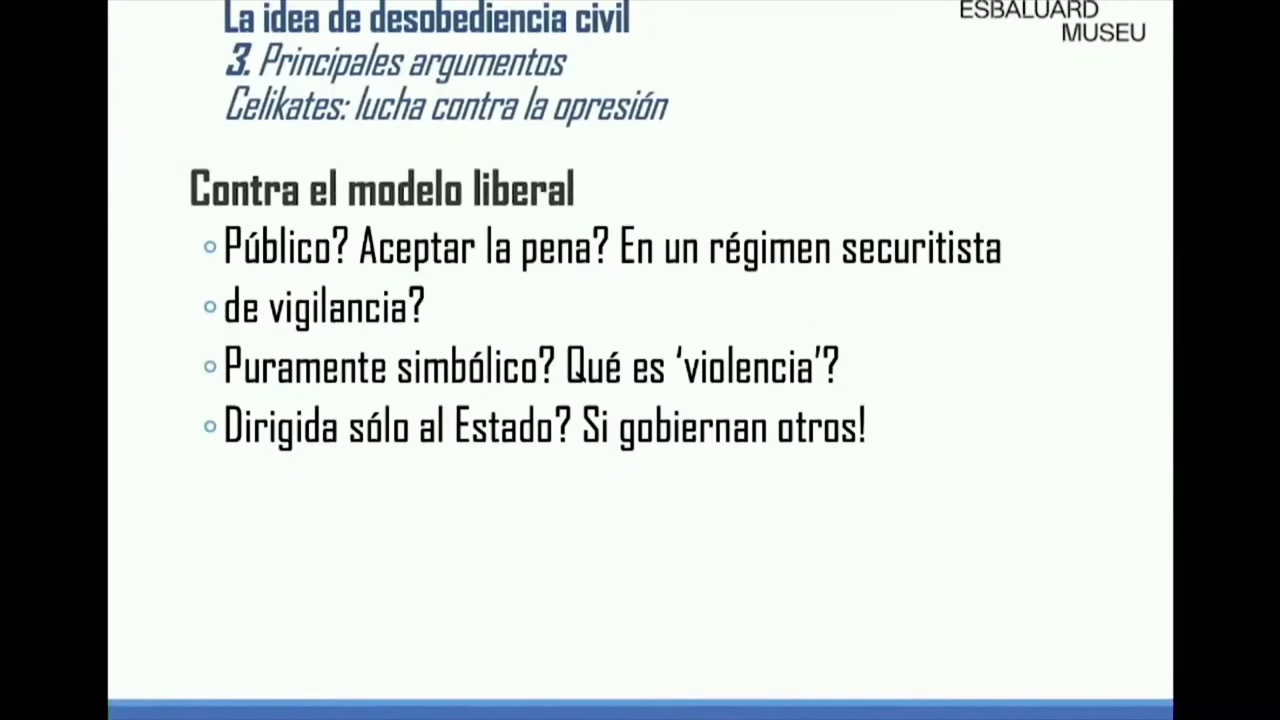 La idea de desobediencia civil
ESBALUARD
MUSEU
3. Principales argumentos
Celikates: lucha contra la opresión
Contra el modelo liberal
Público? Aceptar la pena? En un régimen securitista
de vigilancia?
Puramente simbólico? Qué es ‘violencia’?
Dirigida sólo al Estado? Si gobiernan otros!